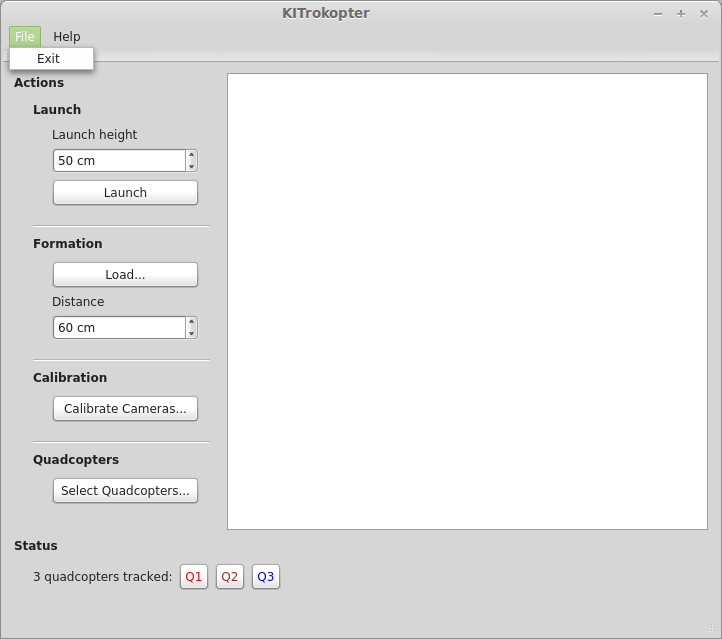 KITrokopter
File Help
Exit
Actions
Launch
Launch height
50 cm
Launch
Formation
Load...
Distance
60 cm
Calibration
Calibrate Cameras...
Quadcopters
Select Quadcopters...
Status
3 quadcopters tracked: Q1 Q2 Q3